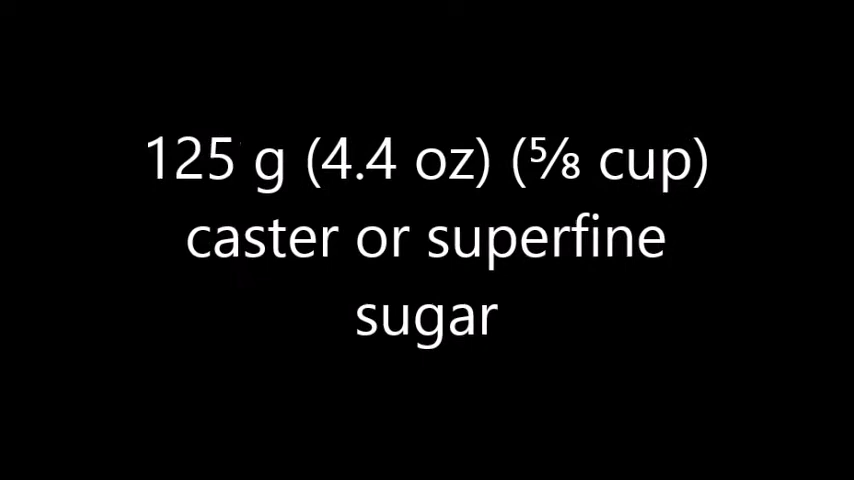 125 g (4.4 oz) (⅝ cup)
caster or superfine
sugar